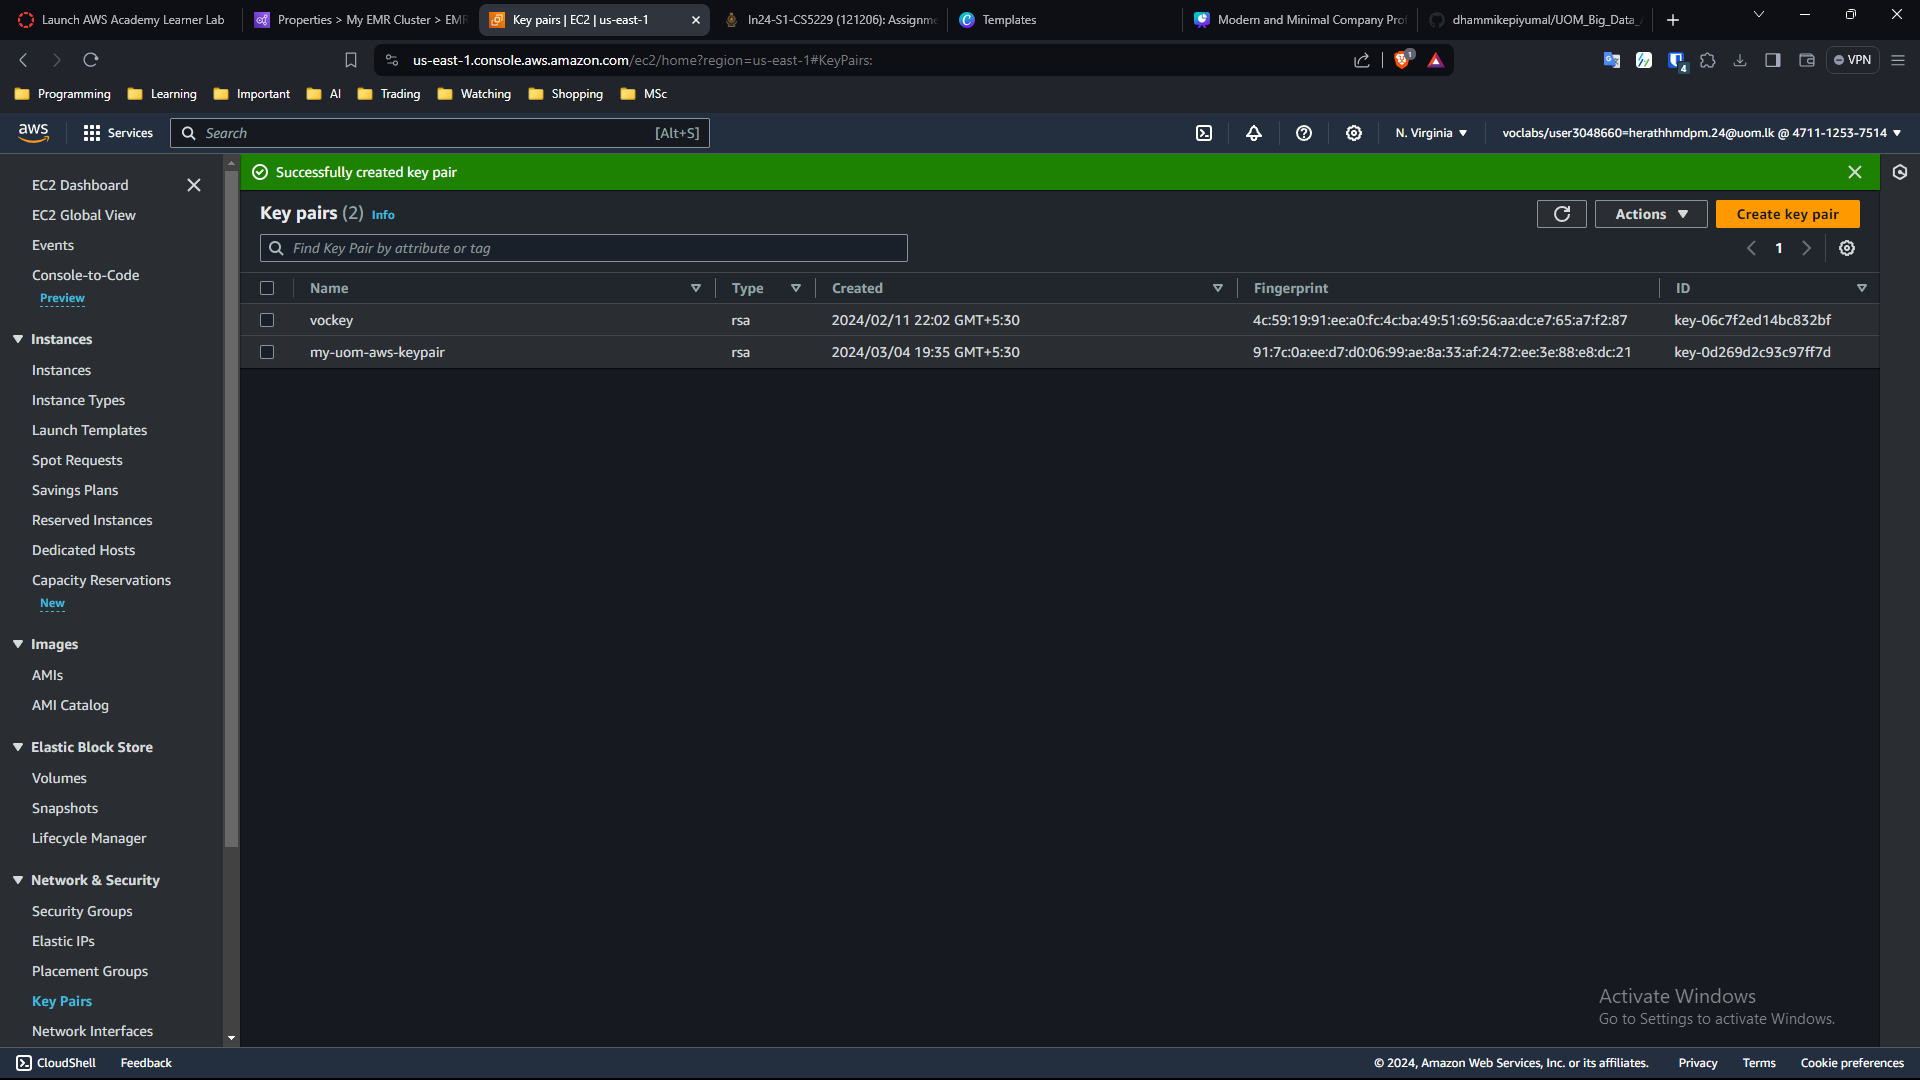 Launch AWS Academy Learner Lab
Properties > My EMR Cluster > EMR
Key pairs | EC2 | us-east-1
In24-S1-CS5229 (121206): Assignme
Templates
Modern and Minimal Company Prof
dhammikepiyumal/UOM_Big_Data_
us-east-1.console.aws.amazon.com/ec2/home?region=us-east-1#KeyPairs:
1
4
VPN
Programming
Learning
Important
AI
Trading
Watching
Shopping
MSc
aws
Services
Search
[Alt+S]
N. Virginia
voclabs/user3048660=herathhmdpm.24@uom.lk @ 4711-1253-7514
EC2 Dashboard
EC2 Global View
Events
Console-to-Code
Preview
Instances
Instances
Instance Types
Launch Templates
Spot Requests
Savings Plans
Reserved Instances
Dedicated Hosts
Capacity Reservations
New
Images
AMIs
AMI Catalog
Elastic Block Store
Volumes
Snapshots
Lifecycle Manager
Network & Security
Security Groups
Elastic IPs
Placement Groups
Key Pairs
Network Interfaces
Successfully created key pair
Key pairs (2) Info
Actions
Create key pair
Find Key Pair by attribute or tag
1
Name Type Created Fingerprint ID
vockey rsa 2024/02/11 22:02 GMT+5:30 4c:59:19:91:ee:a0:fc:4c:ba:49:51:69:56:aa:dc:e7:65:a7:f2:87 key-06c7f2ed14bc832bf
my-uom-aws-keypair rsa 2024/03/04 19:35 GMT+5:30 91:7c:0a:ee:d7:d0:06:99:ae:8a:33:af:24:72:ee:3e:88:e8:dc:21 key-0d269d2c93c97ff7d
Activate Windows
Go to Settings to activate Windows.
CloudShell
Feedback
© 2024, Amazon Web Services, Inc. or its affiliates.
Privacy
Terms
Cookie preferences